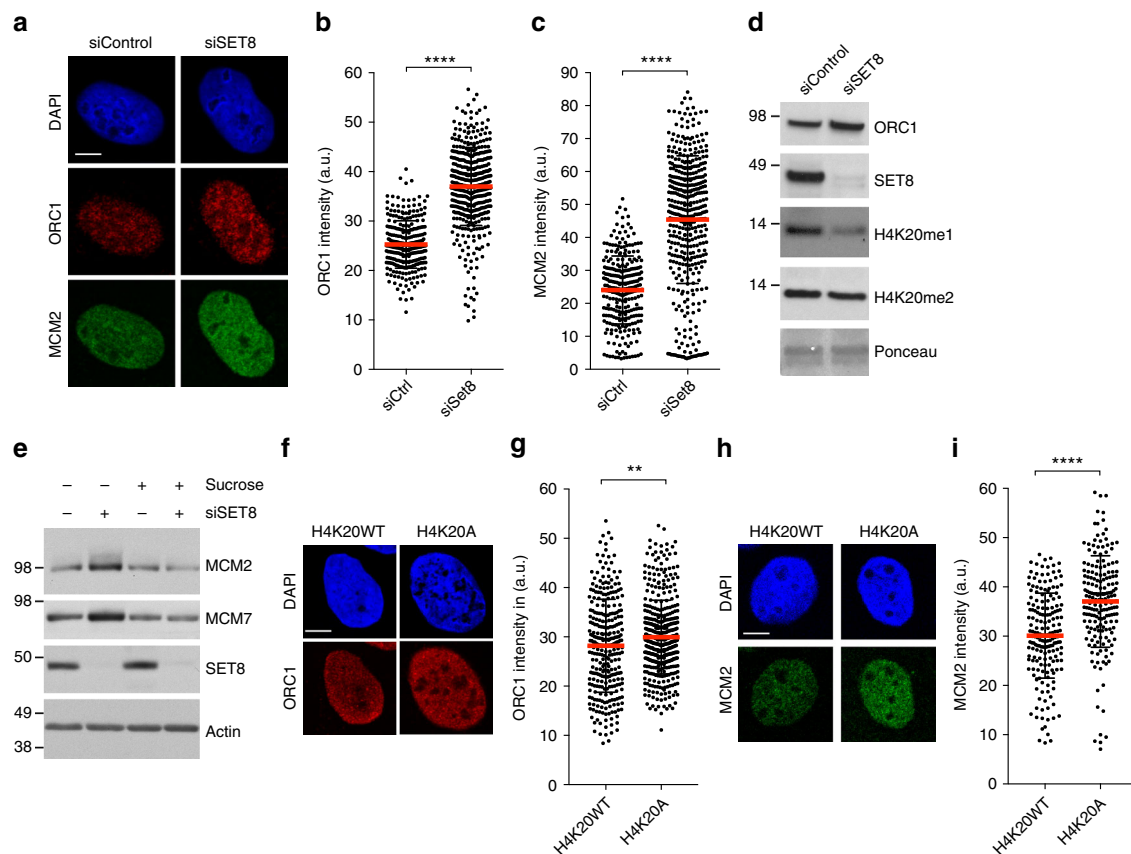 a
siControl siSET8
DAPI
ORC1
MCM2
b
****
ORC1 intensity (a.u.)
60
50
40
30
20
10
0
siCtrl
siSet8
c
****
MCM2 intensity (a.u.)
90
80
70
60
50
40
30
20
10
0
siCtrl
siSet8
d
siControl
siSET8
98
ORC1
49
SET8
14
H4K20me1
14
H4K20me2
Ponceau
e
– – + + Sucrose
– + – + siSET8
98
MCM2
98
MCM7
50
SET8
49
38
Actin
f
H4K20WT H4K20A
DAPI
ORC1
g
**
ORC1 intensity in (a.u.)
60
50
40
30
20
10
0
H4K20WT
H4K20A
h
H4K20WT H4K20A
DAPI
MCM2
i
****
MCM2 intensity (a.u.)
60
50
40
30
20
10
0
H4K20WT
H4K20A